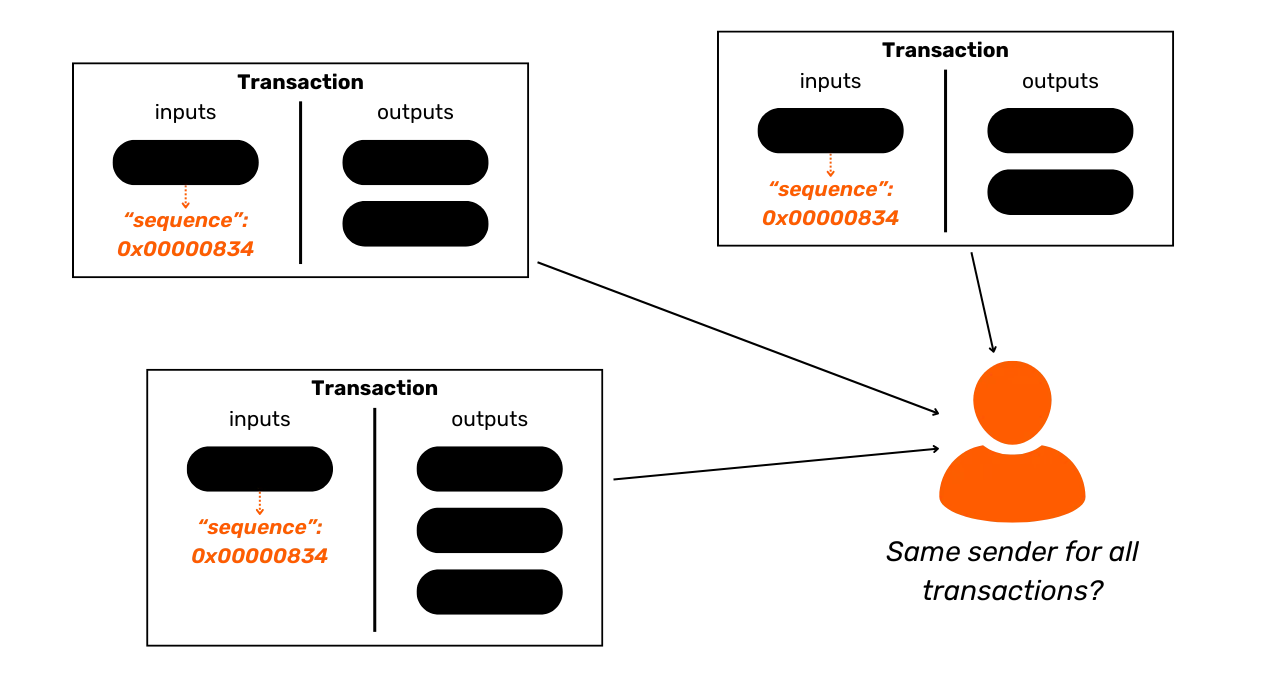 Transaction
inputs outputs
“sequence”:
0x00000834
Transaction
inputs outputs
“sequence”:
0x00000834
Transaction
inputs outputs
“sequence”:
0x00000834
Same sender for all
transactions?